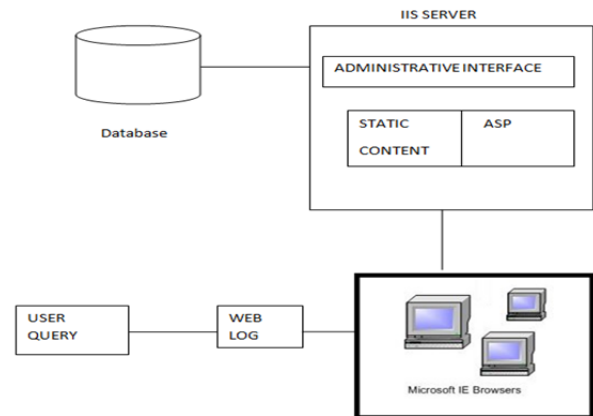 IIS SERVER
ADMINISTRATIVE INTERFACE
Database
STATIC
CONTENT
ASP
USER
QUERY
WEB
LOG
Microsoft IE Browsers